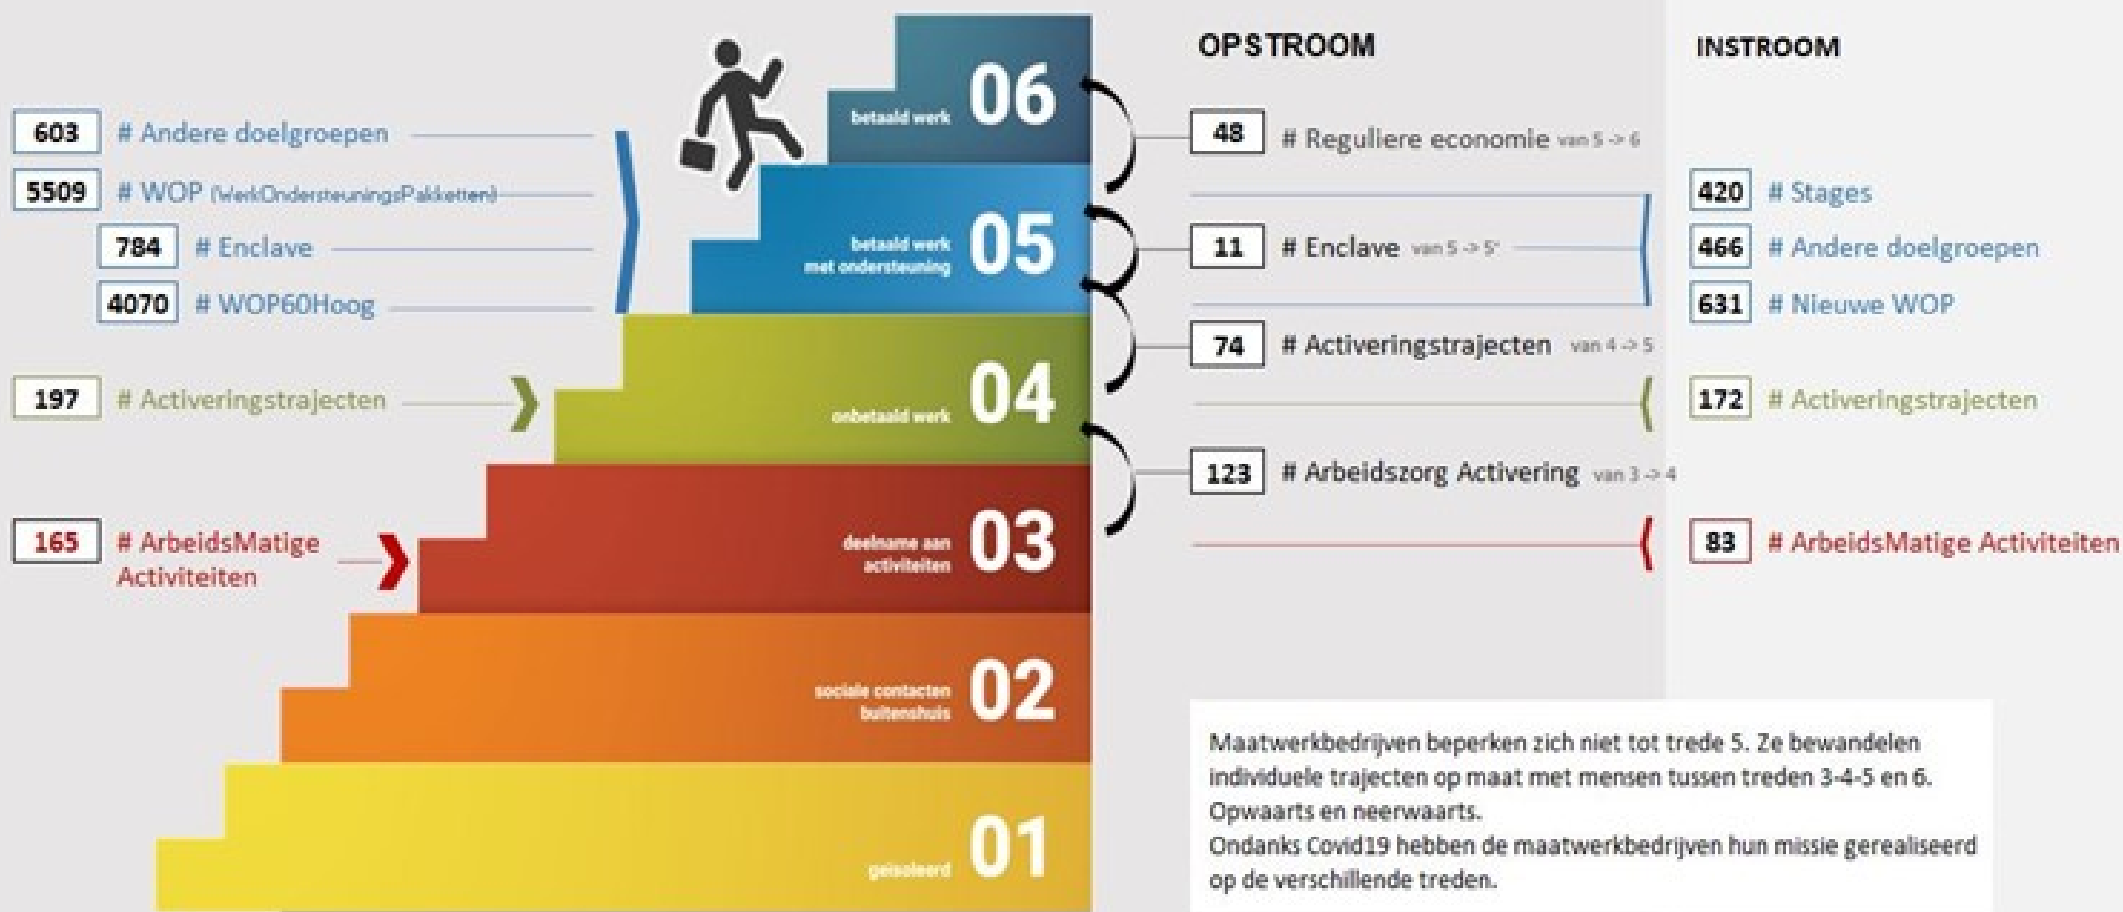 603 # Andere doelgroepen
5509 # WOP (WerkOndersteuningsPakketten)
784 # Enclave
4070 # WOP60Hoog
197 # Activeringstrajecten
165 # ArbeidsMatige
Activiteiten
betaald werk 06
betaald werk
met ondersteuning 05
onbetaald werk 04
deelname aan
activiteiten 03
sociale contacten
buitenshuis 02
geïsoleerd 01
OPSTROOM
48 # Reguliere economie van 5 -> 6
11 # Enclave van 5 -> 5'
74 # Activeringstrajecten van 4 -> 5
123 # Arbeidszorg Activering van 3 -> 4
INSTROOM
420 # Stages
466 # Andere doelgroepen
631 # Nieuwe WOP
172 # Activeringstrajecten
83 # ArbeidsMatige Activiteiten
Maatwerkbedrijven beperken zich niet tot trede 5. Ze bewandelen
individuele trajecten op maat met mensen tussen treden 3-4-5 en 6.
Opwaarts en neerwaarts.
Ondanks Covid19 hebben de maatwerkbedrijven hun missie gerealiseerd
op de verschillende treden.